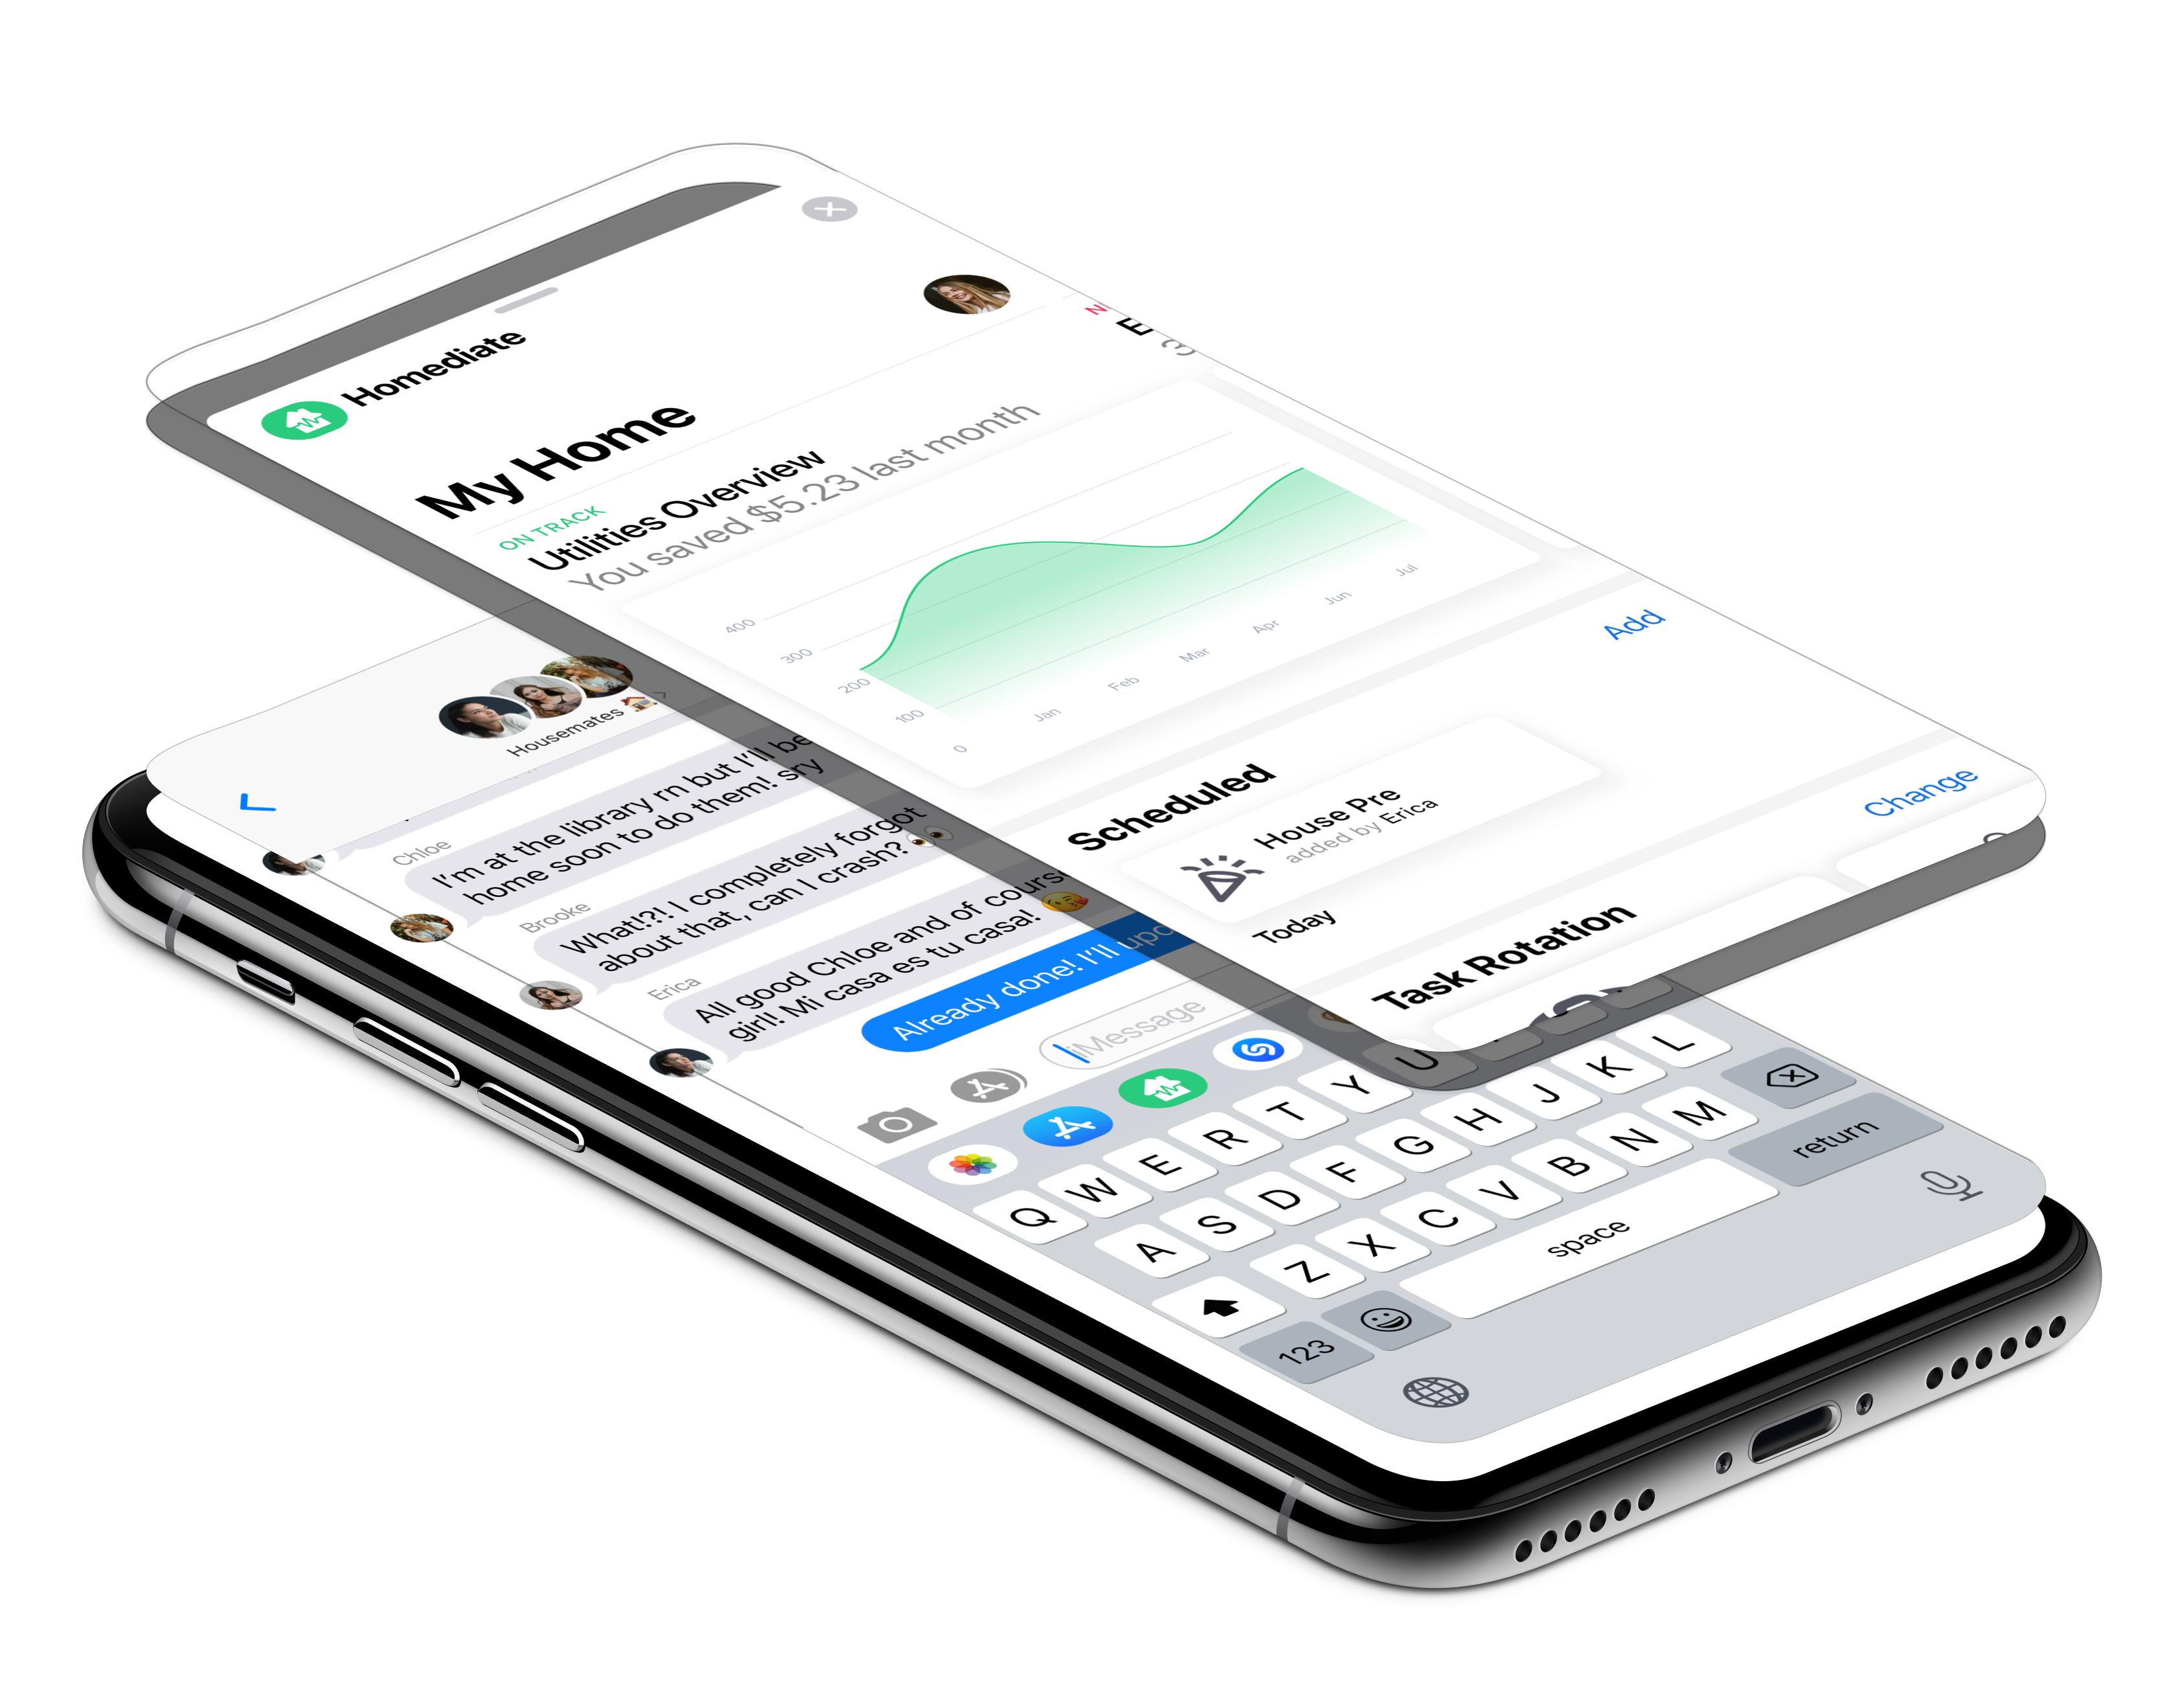 Homediate
My Home
ON TRACK
Utilities Overview
You saved $5.23 last month
N
E
3
400
300
200
100
0
Jan
Feb
Mar
Apr
Jun
Jul
Scheduled
Add
House Pre
added by Erica
Today
Task Rotation
Change
Housemates
Chloe
I'm at the library rn but I'll be
home soon to do them! sry
Brooke
What!?! I completely forgot
about that, can I crash? 👀
Erica
All good Chloe and of course
girl! Mi casa es tu casa! 😘
Already done! I'll
iMessage
Q W E R T Y U
A S D F G H J K L
Z X C V B N M
123
space
return